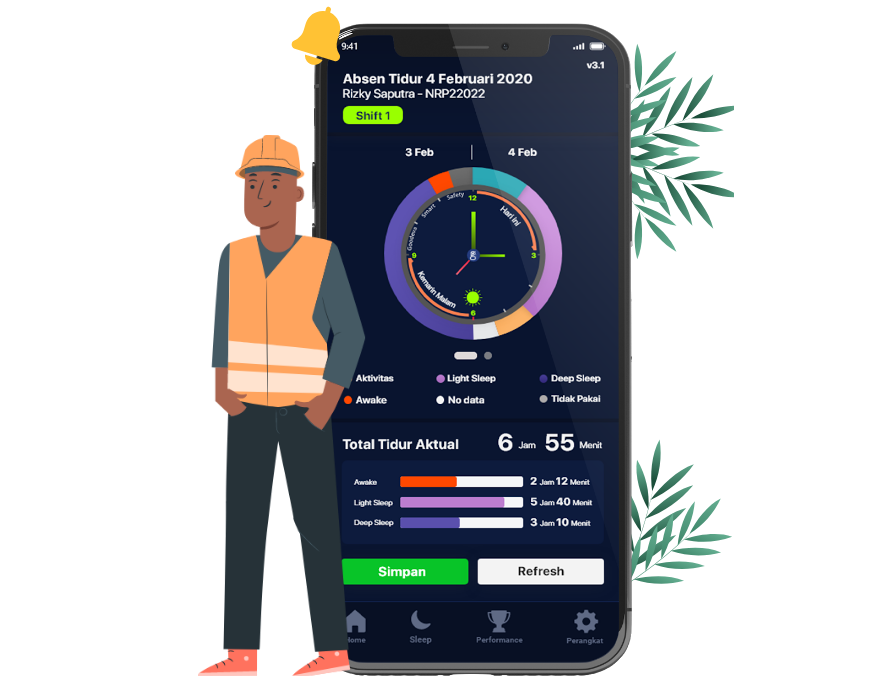 9:41
v3.1
Absen Tidur 4 Februari 2020
Rizky Saputra - NRP22022
Shift 1
3 Feb
4 Feb
12
3
6
9
Goodeva
Smart
Safety
Hari Ini
Kemarin Malam
Aktivitas
Light Sleep
Deep Sleep
Awake
No data
Tidak Pakai
Total Tidur Aktual 6 Jam 55 Menit
Awake 2 Jam 12 Menit
Light Sleep 5 Jam 40 Menit
Deep Sleep 3 Jam 10 Menit
Simpan
Refresh
Home
Sleep
Performance
Perangkat